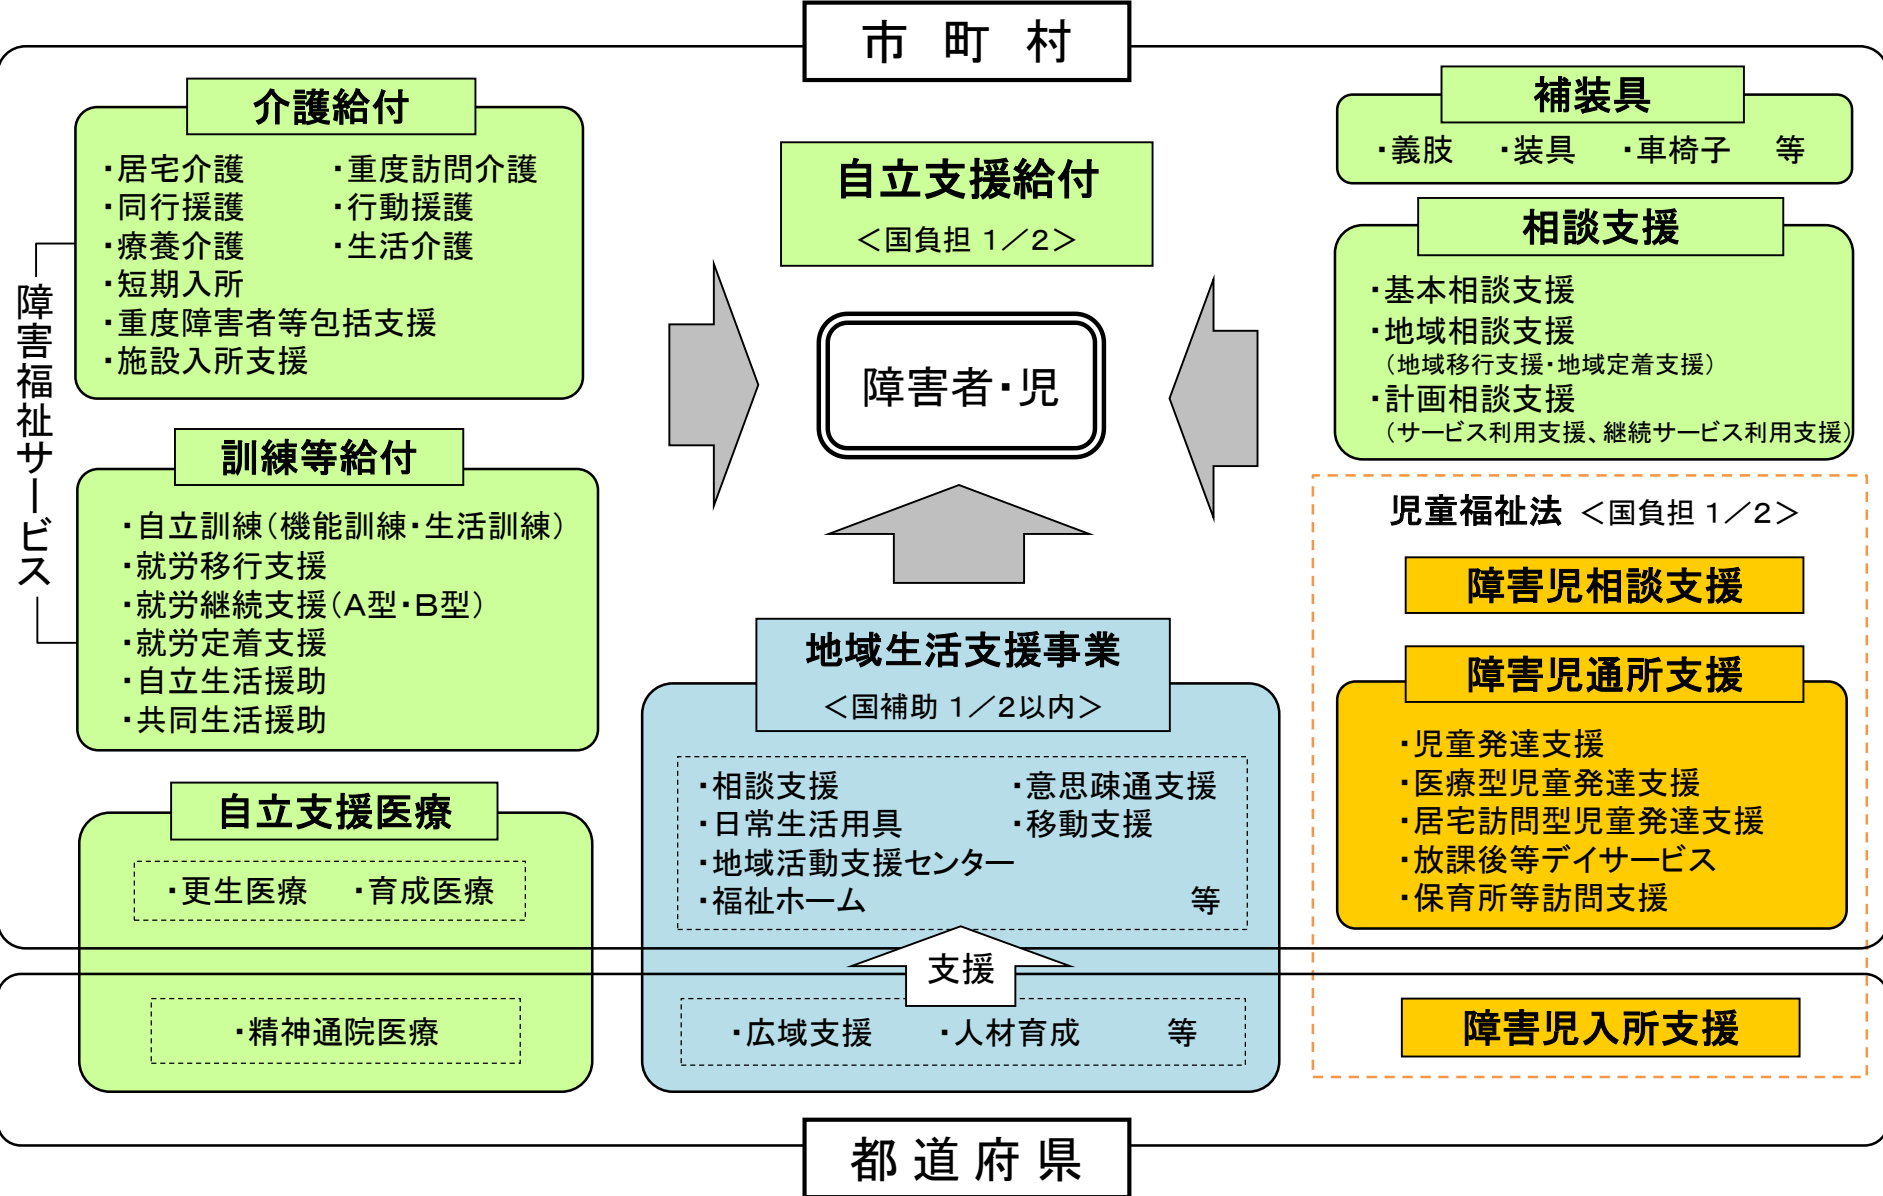 市町村
介護給付
・居宅介護　・重度訪問介護
・同行援護　・行動援護
・療養介護　・生活介護
・短期入所
・重度障害者等包括支援
・施設入所支援
障害福祉サービス
訓練等給付
・自立訓練（機能訓練・生活訓練）
・就労移行支援
・就労継続支援（A型・B型）
・就労定着支援
・自立生活援助
・共同生活援助
自立支援医療
・更生医療　・育成医療
・精神通院医療
自立支援給付
＜国負担 1／2＞
障害者・児
地域生活支援事業
＜国補助 1／2以内＞
・相談支援　・意思疎通支援
・日常生活用具　・移動支援
・地域活動支援センター
・福祉ホーム　等
支援
・広域支援　・人材育成　等
補装具
・義肢　・装具　・車椅子　等
相談支援
・基本相談支援
・地域相談支援
（地域移行支援・地域定着支援）
・計画相談支援
（サービス利用支援、継続サービス利用支援）
児童福祉法 ＜国負担 1／2＞
障害児相談支援
障害児通所支援
・児童発達支援
・医療型児童発達支援
・居宅訪問型児童発達支援
・放課後等デイサービス
・保育所等訪問支援
障害児入所支援
都道府県